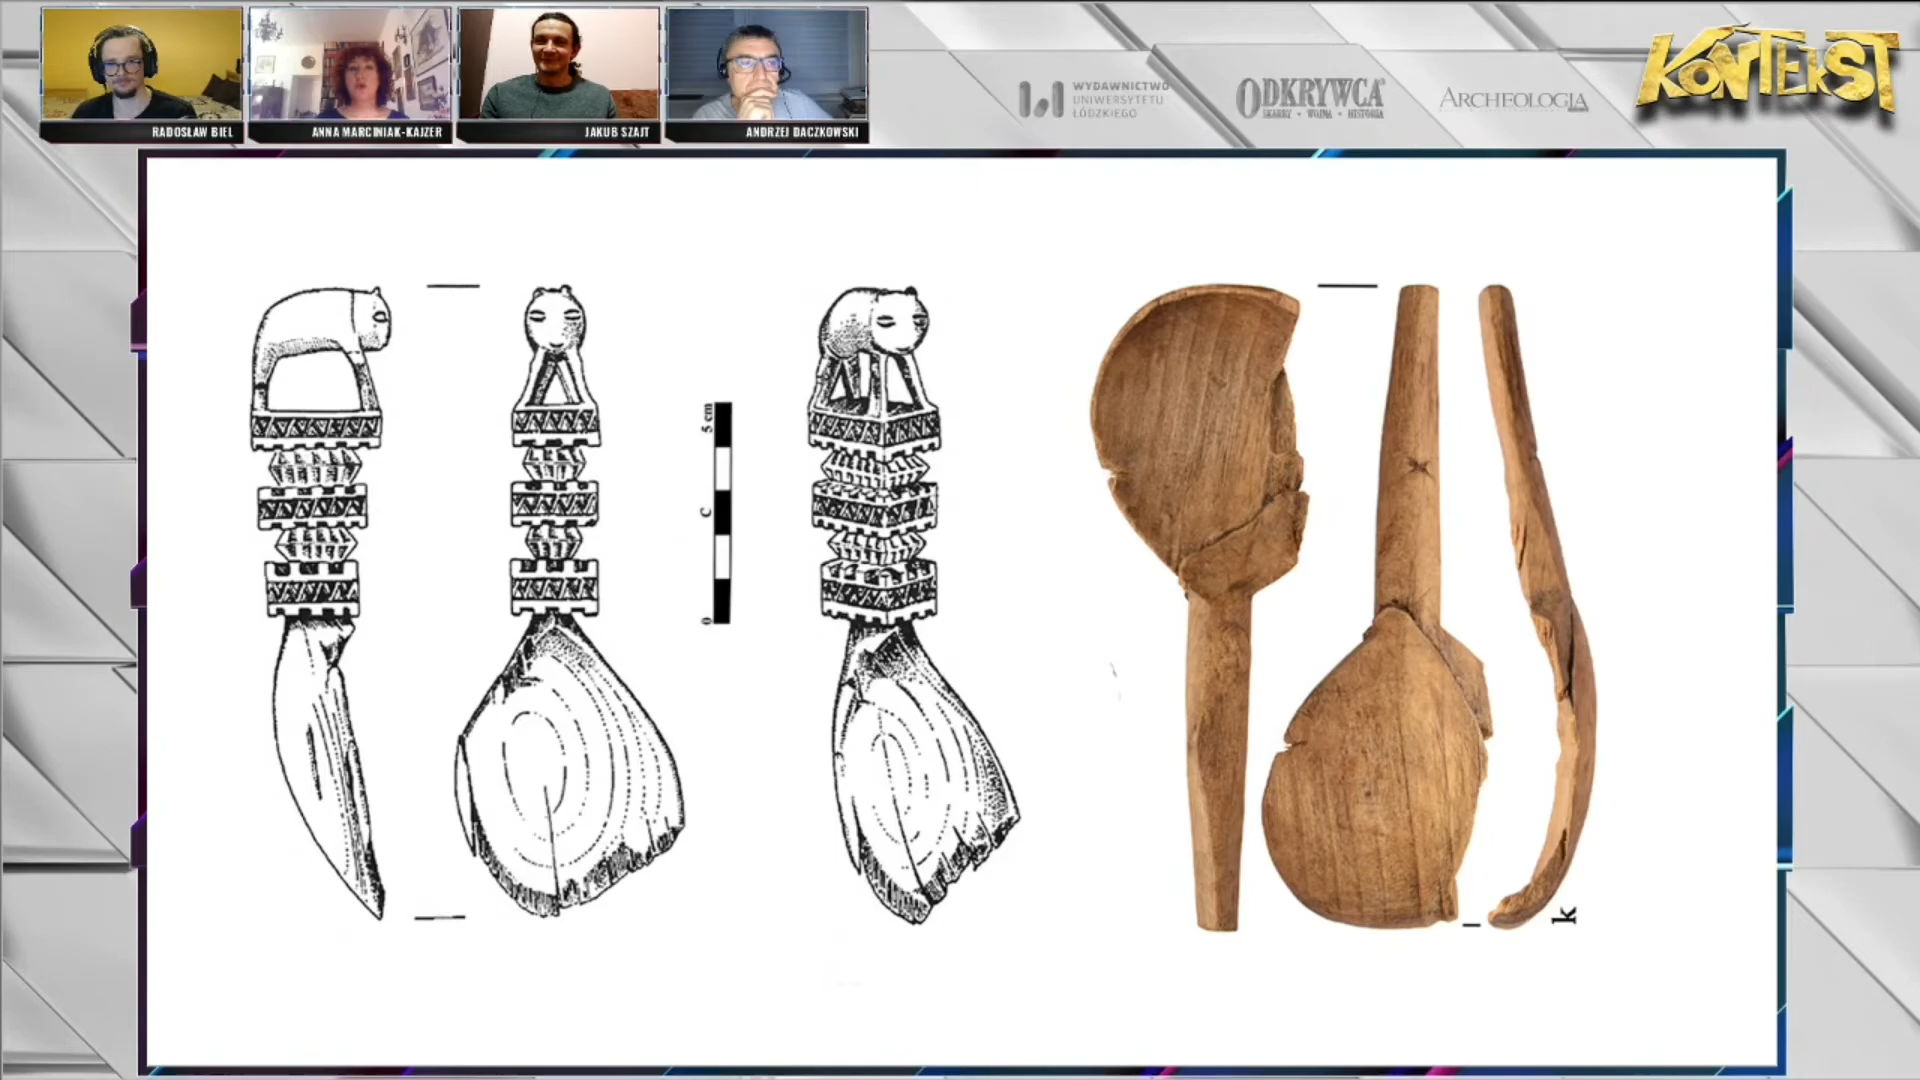 RADOSŁAW BIEL
ANNA MARCINIAK-KAJZER
JAKUB SZAJT
ANDRZEJ DACZKOWSKI
WYDAWNICTWO
UNIWERSYTETU
ŁÓDZKIEGO
ODKRYWCA
SKARBY • WOJNA • HISTORIA
ARCHEOLOGIA
KONTEKST
5 cm
C
0
k